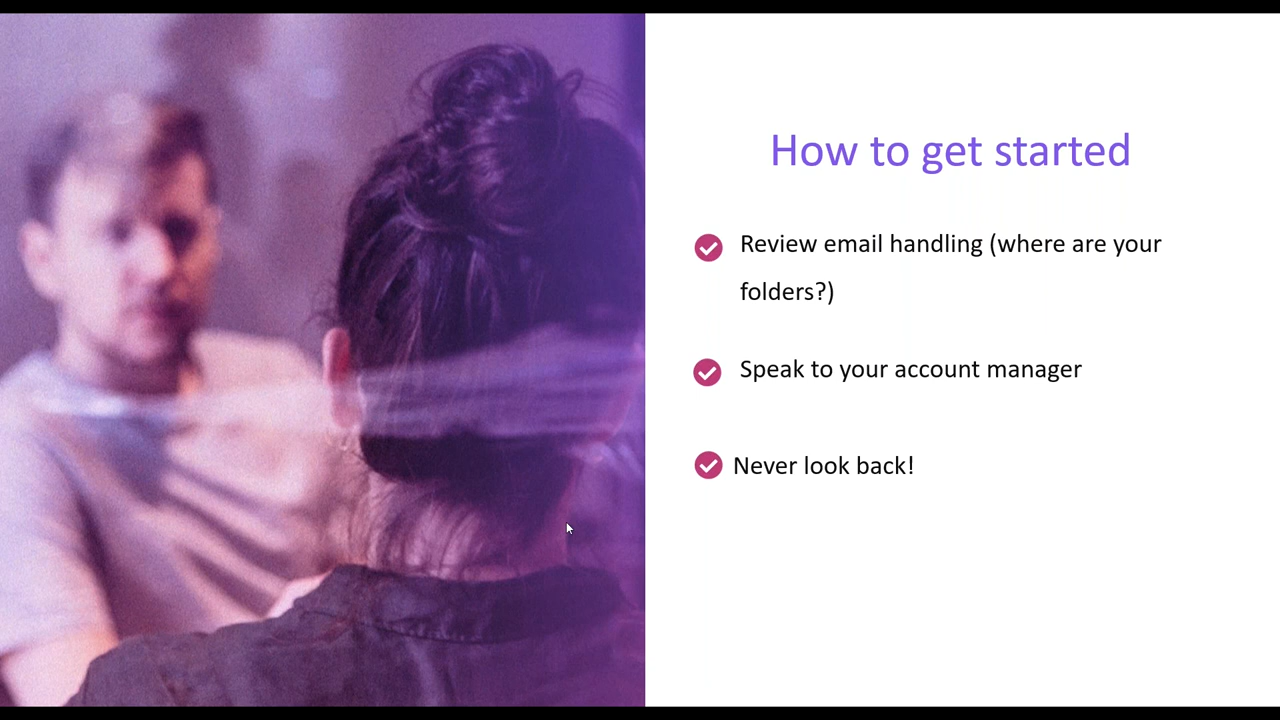 How to get started
Review email handling (where are your
folders?)
Speak to your account manager
Never look back!